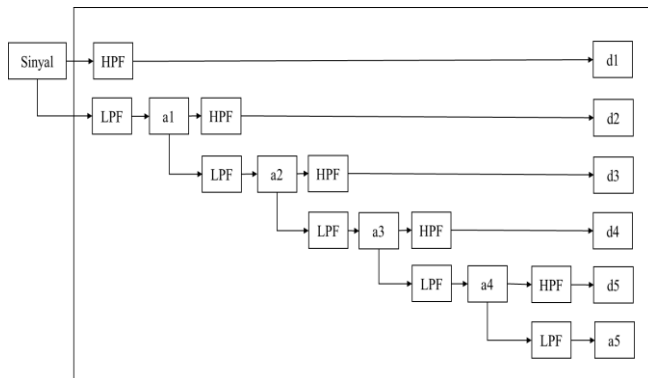 Sinyal HPF d1
LPF a1 HPF d2
LPF a2 HPF d3
LPF a3 HPF d4
LPF a4 HPF d5
LPF a5